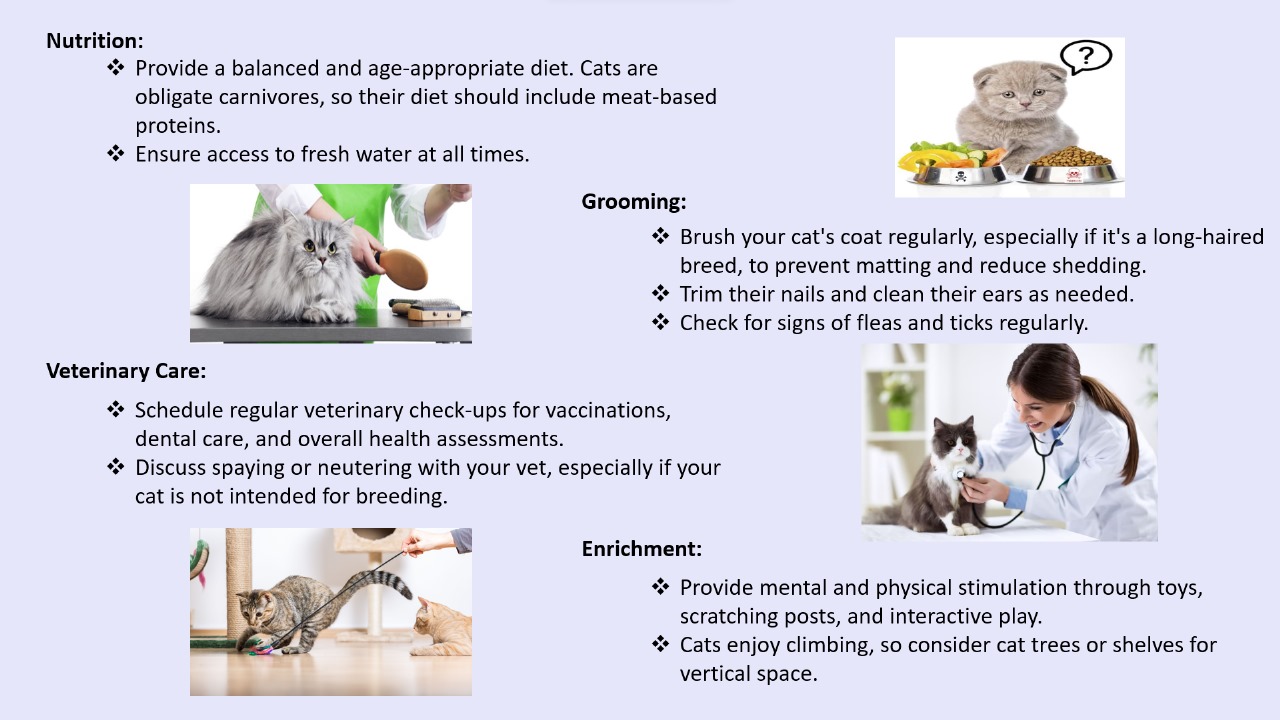 Nutrition:
❖ Provide a balanced and age-appropriate diet. Cats are
obligate carnivores, so their diet should include meat-based
proteins.
❖ Ensure access to fresh water at all times.
?
Grooming:
❖ Brush your cat's coat regularly, especially if it's a long-haired
breed, to prevent matting and reduce shedding.
❖ Trim their nails and clean their ears as needed.
❖ Check for signs of fleas and ticks regularly.
Veterinary Care:
❖ Schedule regular veterinary check-ups for vaccinations,
dental care, and overall health assessments.
❖ Discuss spaying or neutering with your vet, especially if your
cat is not intended for breeding.
Enrichment:
❖ Provide mental and physical stimulation through toys,
scratching posts, and interactive play.
❖ Cats enjoy climbing, so consider cat trees or shelves for
vertical space.